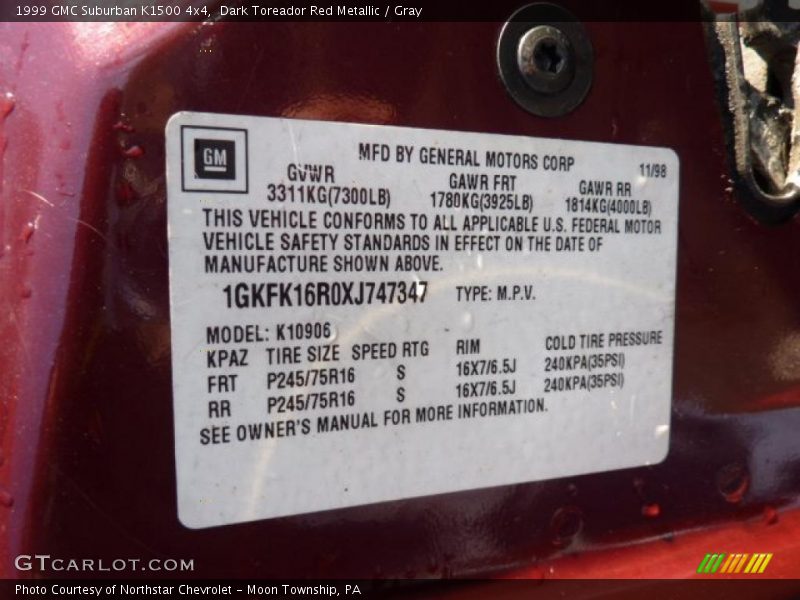 1999 GMC Suburban K1500 4x4, Dark Toreador Red Metallic / Gray
GM
MFD BY GENERAL MOTORS CORP 11/98
GVWR GAWR FRT GAWR RR
3311KG(7300LB) 1780KG(3925LB) 1814KG(4000LB)
THIS VEHICLE CONFORMS TO ALL APPLICABLE U.S. FEDERAL MOTOR
VEHICLE SAFETY STANDARDS IN EFFECT ON THE DATE OF
MANUFACTURE SHOWN ABOVE.
1GKFK16R0XJ747347 TYPE: M.P.V.
MODEL: K10906
KPAZ TIRE SIZE SPEED RTG RIM COLD TIRE PRESSURE
FRT P245/75R16 S 16X7/6.5J 240KPA(35PSI)
RR P245/75R16 S 16X7/6.5J 240KPA(35PSI)
SEE OWNER'S MANUAL FOR MORE INFORMATION.
GTCARLOT.COM
Photo Courtesy of Northstar Chevrolet - Moon Township, PA